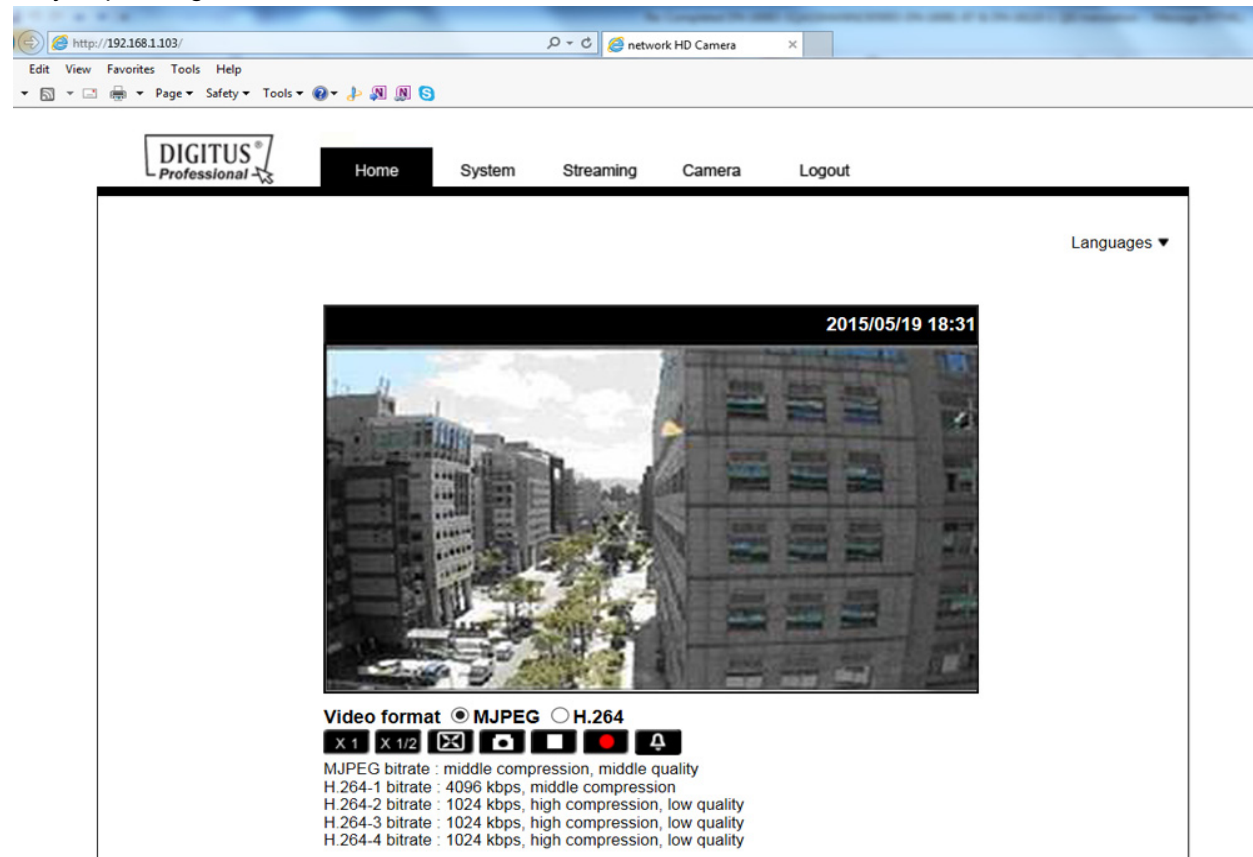 http://192.168.1.103/
network HD Camera
Edit View Favorites Tools Help
Page Safety Tools
DIGITUS®
Professional
Home System Streaming Camera Logout
Languages ▼
2015/05/19 18:31
Video format MJPEG H.264
X 1 X 1/2
MJPEG bitrate : middle compression, middle quality
H.264-1 bitrate : 4096 kbps, middle compression
H.264-2 bitrate : 1024 kbps, high compression, low quality
H.264-3 bitrate : 1024 kbps, high compression, low quality
H.264-4 bitrate : 1024 kbps, high compression, low quality